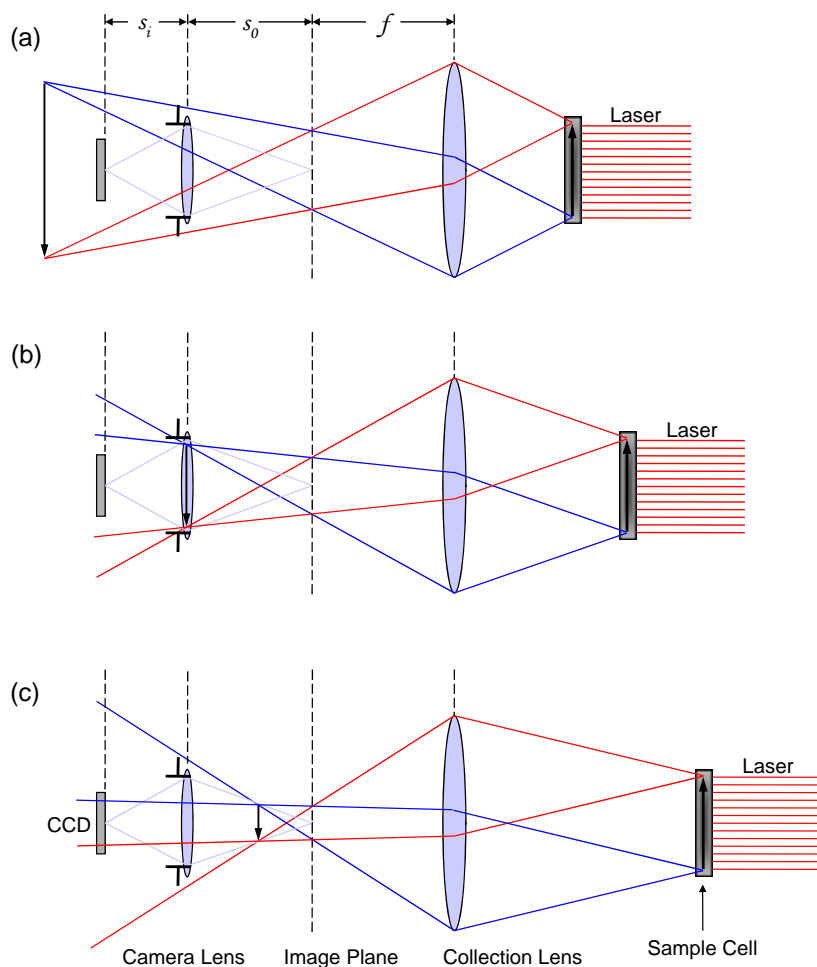 (a)
s_i
s_0
f
Laser
(b)
Laser
(c)
Laser
CCD
Camera Lens
Image Plane
Collection Lens
Sample Cell